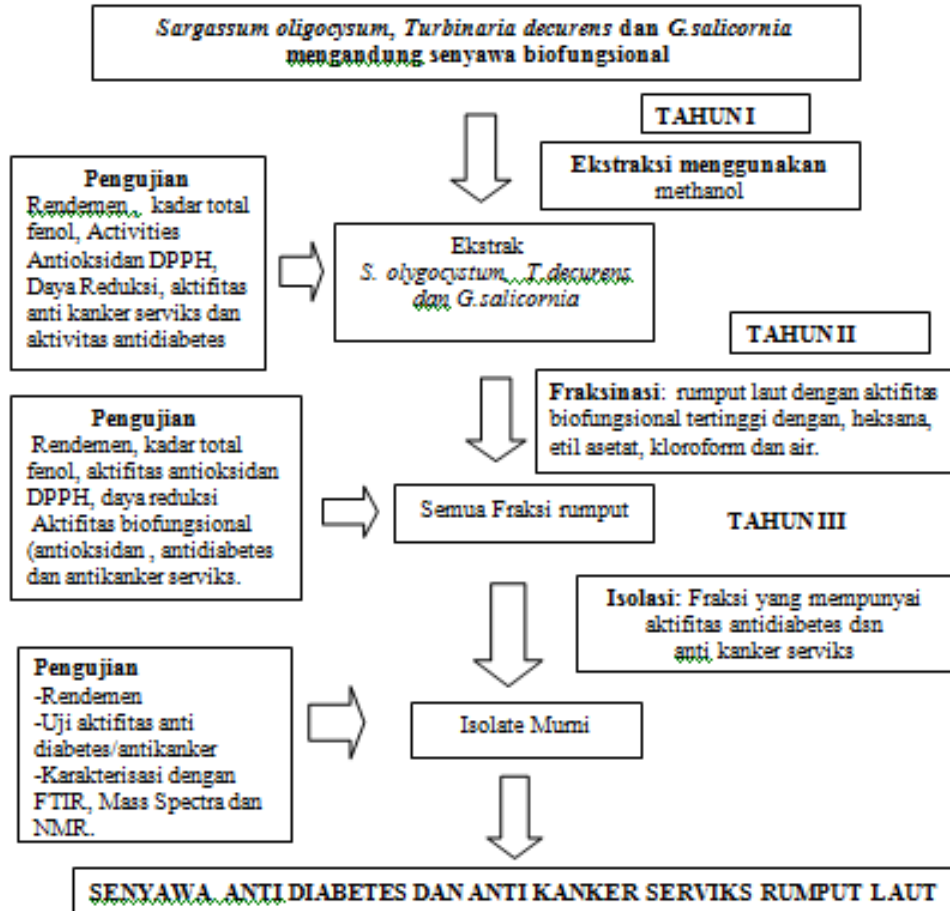 Sargassum oligocysum, Turbinaria decurens dan G.salicornia
mengandung senyawa biofungsional
TAHUN I
Ekstraksi menggunakan
methanol
Pengujian
Rendemen, kadar total
fenol, Activities
Antioksidan DPPH,
Daya Reduksi, aktifitas
anti kanker serviks dan
aktivitas antidiabetes
Ekstrak
S. olygocystum, T.decurens
dan G.salicornia
TAHUN II
Fraksinasi: rumput laut dengan aktifitas
biofungsional tertinggi dengan, heksana,
etil asetat, kloroform dan air.
Pengujian
Rendemen, kadar total
fenol, aktifitas antioksidan
DPPH, daya reduksi
Aktifitas biofungsional
(antioksidan , antidiabetes
dan antikanker serviks.
Semua Fraksi rumput
TAHUN III
Isolasi: Fraksi yang mempunyai
aktifitas antidiabetes dsn
anti kanker serviks
Pengujian
-Rendemen
-Uji aktifitas anti
diabetes/antikanker
-Karakterisasi dengan
FTIR, Mass Spectra dan
NMR.
Isolate Murni
SENYAWA ANTI DIABETES DAN ANTI KANKER SERVIKS RUMPUT LAUT